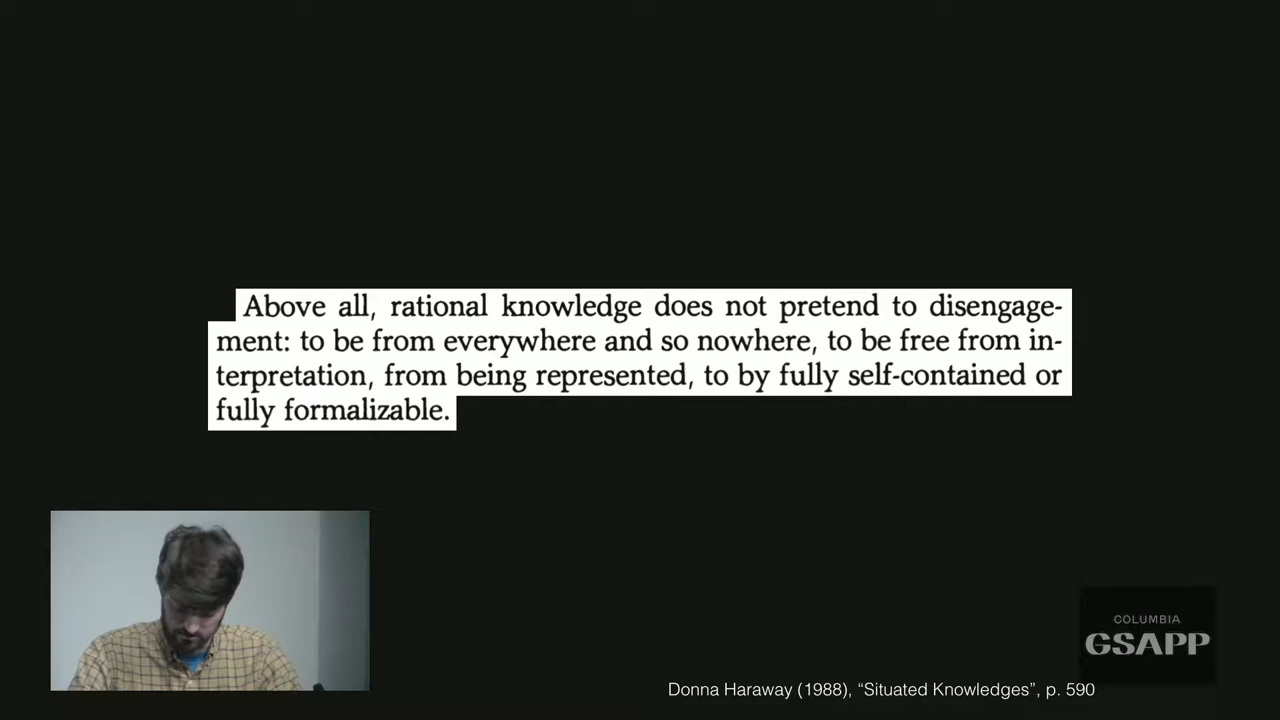 Above all, rational knowledge does not pretend to disengage-
ment: to be from everywhere and so nowhere, to be free from in-
terpretation, from being represented, to by fully self-contained or
fully formalizable.
COLUMBIA
GSAPP
Donna Haraway (1988), “Situated Knowledges”, p. 590